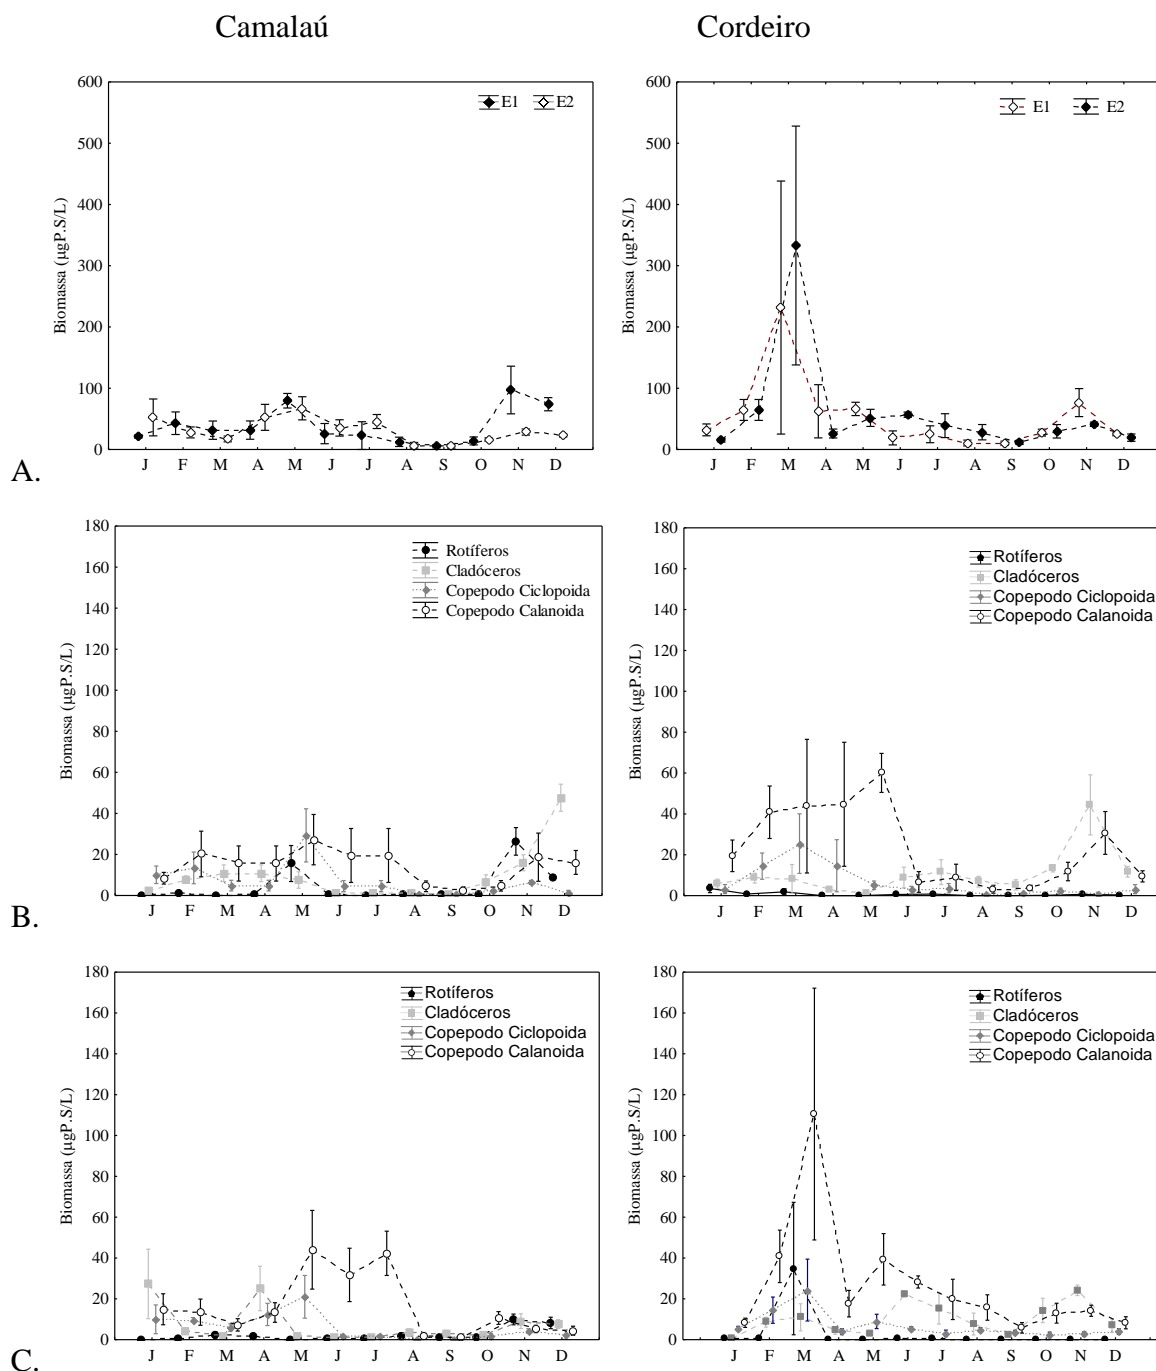 Camalaú
Cordeiro
600
500
400
300
200
100
0
Biomassa (µgP.S/L)
E1 E2
J F M A M J J A S O N D
600
500
400
300
200
100
0
Biomassa (µgP.S/L)
E1 E2
J F M A M J J A S O N D
A.
180
160
140
120
100
80
60
40
20
0
Biomassa (µgP.S/L)
Rotíferos
Cladóceros
Copepodo Ciclopoida
Copepodo Calanoida
J F M A M J J A S O N D
180
160
140
120
100
80
60
40
20
0
Biomassa (µgP.S/L)
Rotíferos
Cladóceros
Copepodo Ciclopoida
Copepodo Calanoida
J F M A M J J A S O N D
B.
180
160
140
120
100
80
60
40
20
0
Biomassa (µgP.S/L)
Rotíferos
Cladóceros
Copepodo Ciclopoida
Copepodo Calanoida
J F M A M J J A S O N D
180
160
140
120
100
80
60
40
20
0
Biomassa (µgP.S/L)
Rotíferos
Cladóceros
Copepodo Ciclopoida
Copepodo Calanoida
J F M A M J J A S O N D
C.